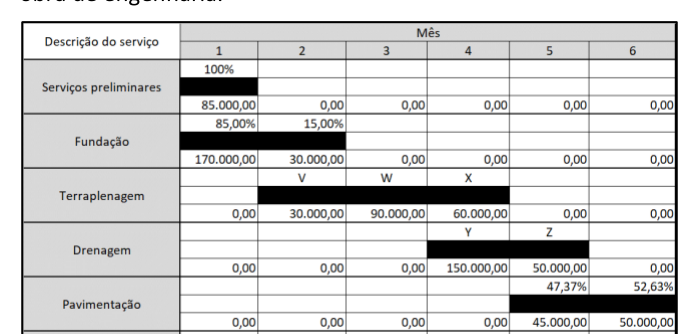 Mês
Descrição do serviço
1 2 3 4 5 6
100%
Serviços preliminares
85.000,00 0,00 0,00 0,00 0,00 0,00
85,00% 15,00%
Fundação
170.000,00 30.000,00 0,00 0,00 0,00 0,00
V W X
Terraplenagem
0,00 30.000,00 90.000,00 60.000,00 0,00 0,00
Y Z
Drenagem
0,00 0,00 0,00 150.000,00 50.000,00 0,00
47,37% 52,63%
Pavimentação
0,00 0,00 0,00 0,00 45.000,00 50.000,00